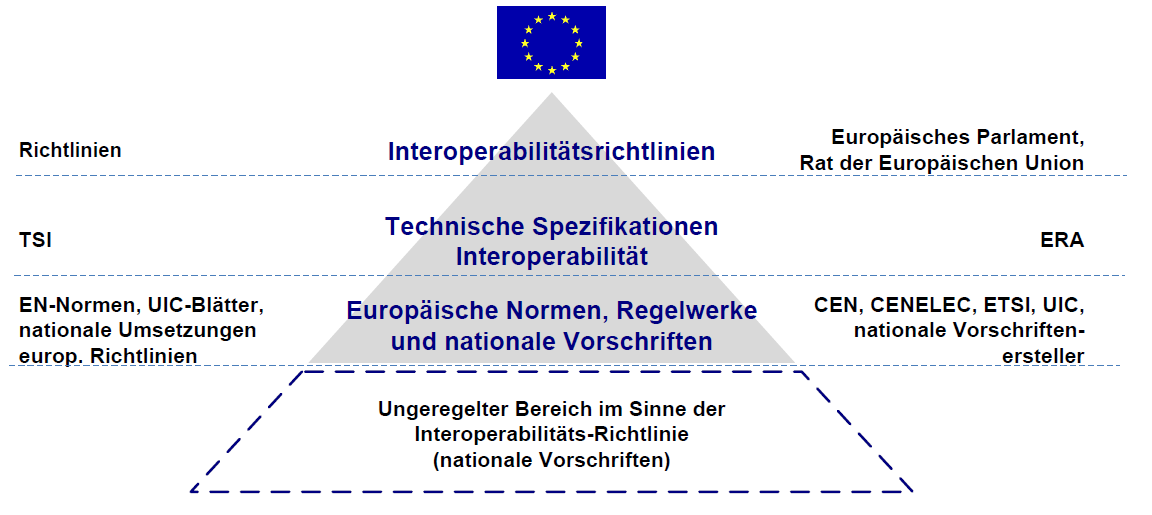 Richtlinien
Interoperabilitätsrichtlinien
Europäisches Parlament,
Rat der Europäischen Union
TSI
Technische Spezifikationen
Interoperabilität
ERA
EN-Normen, UIC-Blätter,
nationale Umsetzungen
europ. Richtlinien
Europäische Normen, Regelwerke
und nationale Vorschriften
CEN, CENELEC, ETSI, UIC,
nationale Vorschriften-
ersteller
Ungeregelter Bereich im Sinne der
Interoperabilitäts-Richtlinie
(nationale Vorschriften)